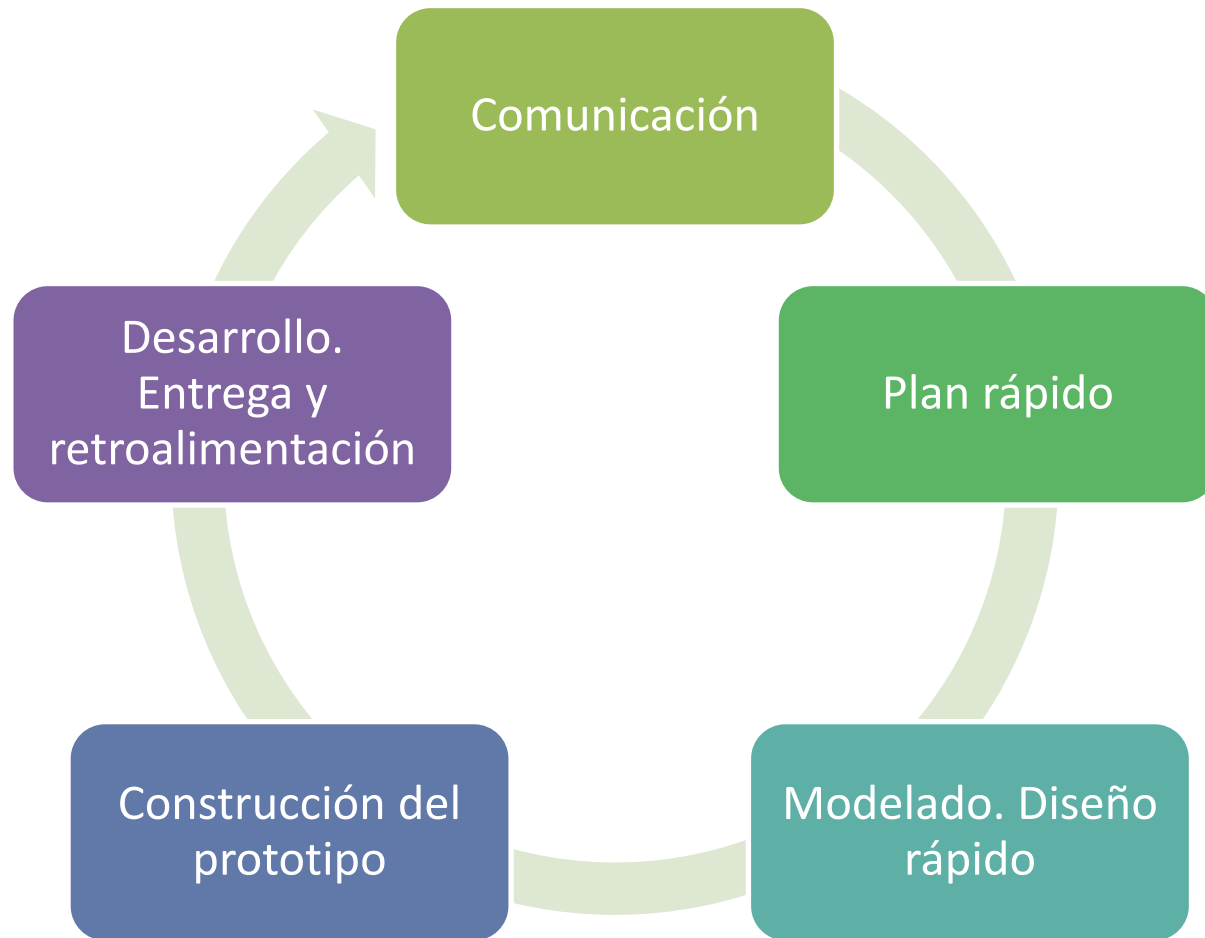 Comunicación
Plan rápido
Modelado. Diseño
rápido
Construcción del
prototipo
Desarrollo.
Entrega y
retroalimentación